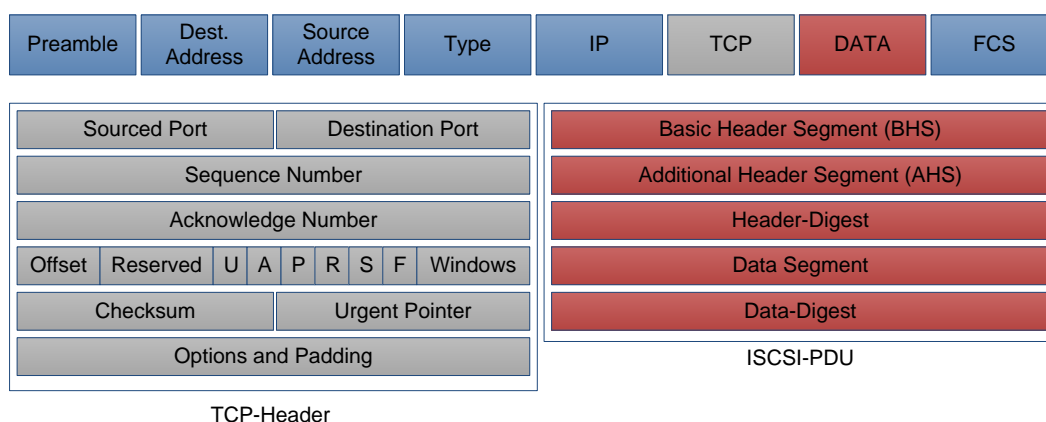 Preamble
Dest.
Address
Source
Address
Type
IP
TCP
DATA
FCS
Sourced Port
Destination Port
Sequence Number
Acknowledge Number
Offset
Reserved
U
A
P
R
S
F
Windows
Checksum
Urgent Pointer
Options and Padding
TCP-Header
Basic Header Segment (BHS)
Additional Header Segment (AHS)
Header-Digest
Data Segment
Data-Digest
ISCSI-PDU